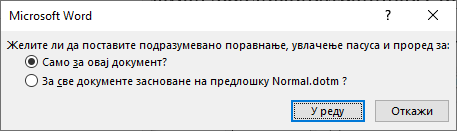 Microsoft Word
Желите ли да поставите подразумевано поравнање, увлачење пасуса и проред за:
Само за овај документ?
За све документе засноване на предлошку Normal.dotm ?
У реду
Откажи